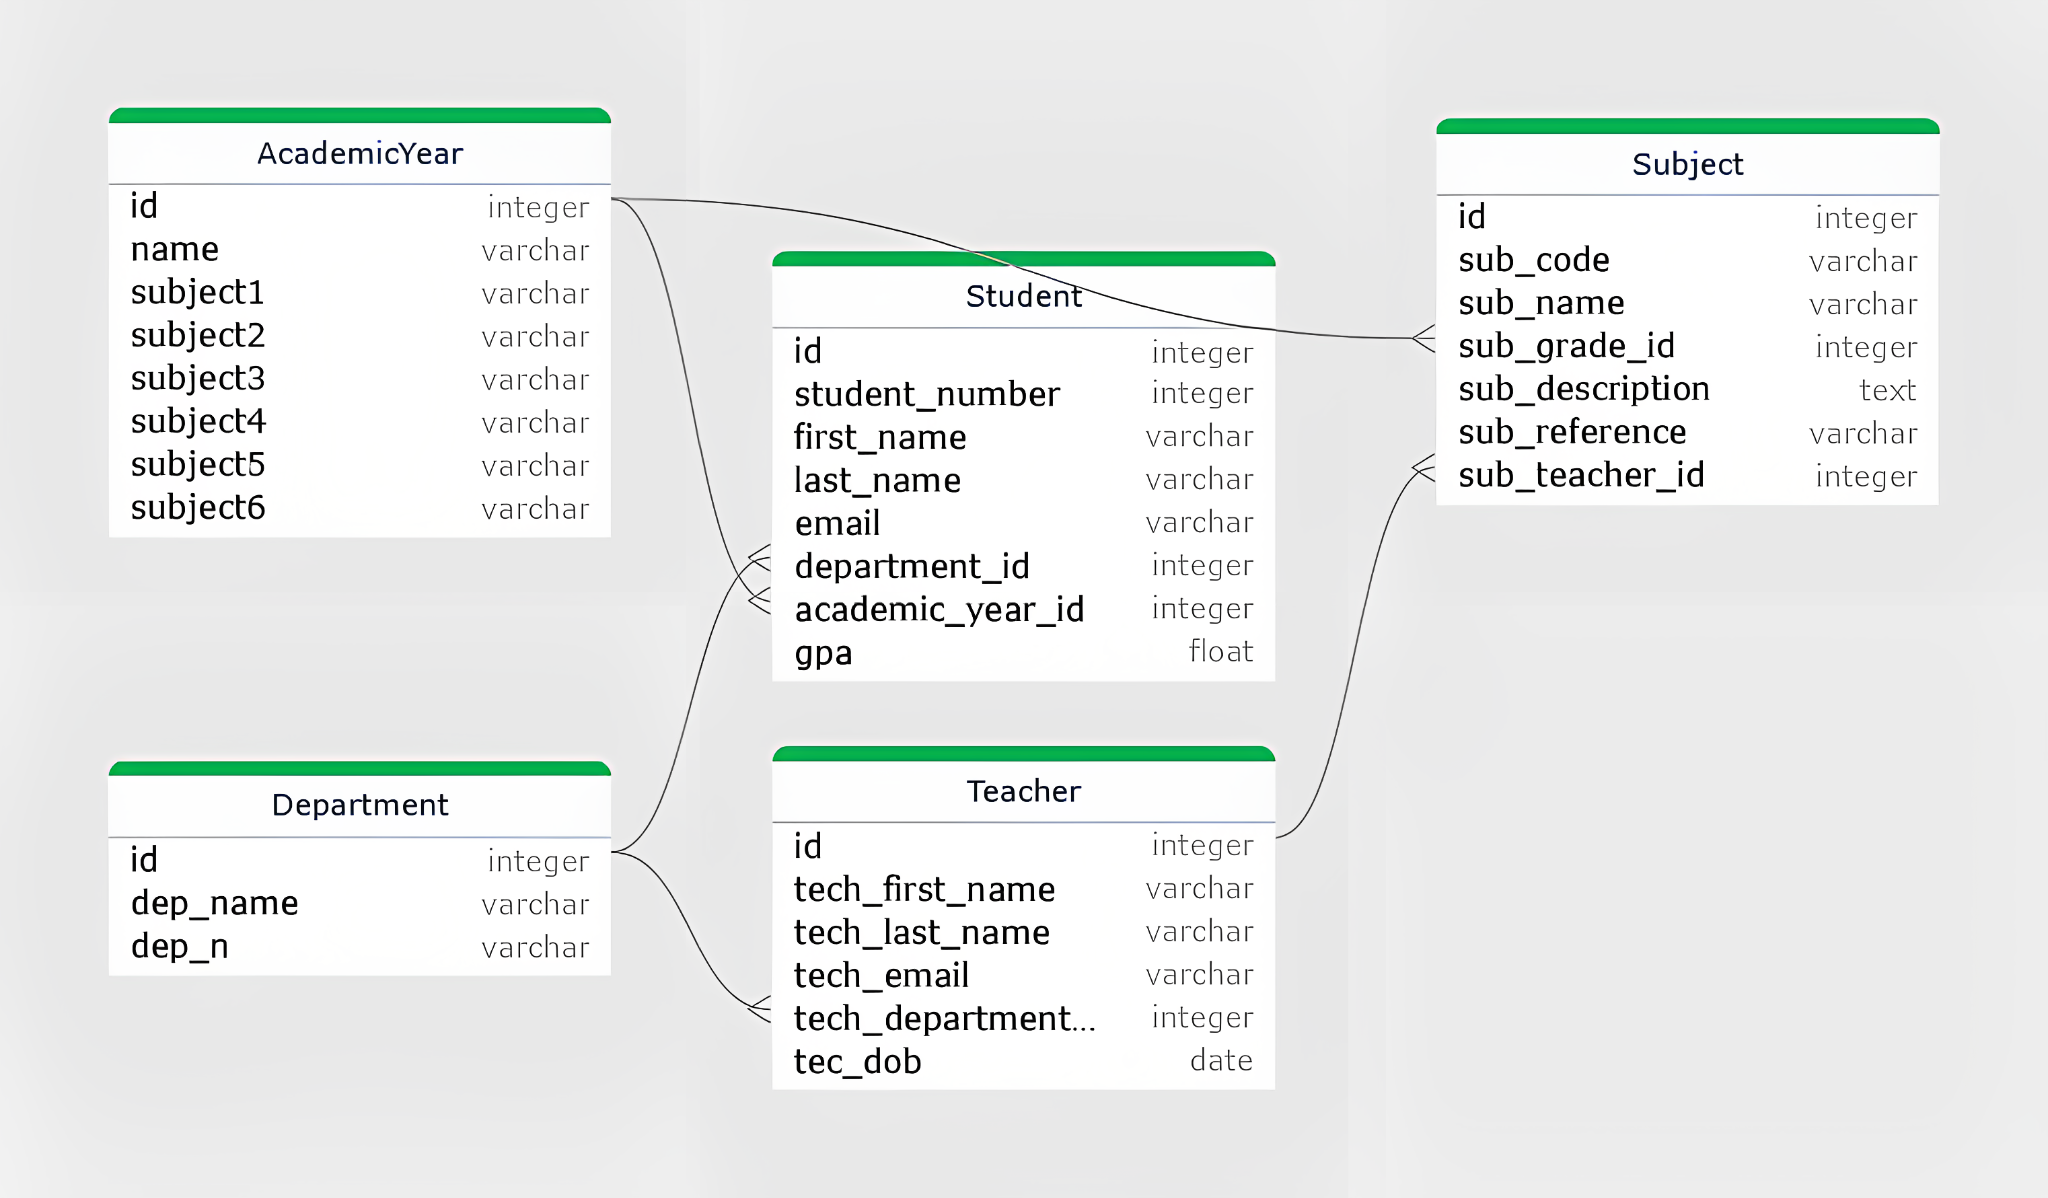 AcademicYear
id integer
name varchar
subject1 varchar
subject2 varchar
subject3 varchar
subject4 varchar
subject5 varchar
subject6 varchar
Student
id integer
student_number integer
first_name varchar
last_name varchar
email varchar
department_id integer
academic_year_id integer
gpa float
Subject
id integer
sub_code varchar
sub_name varchar
sub_grade_id integer
sub_description text
sub_reference varchar
sub_teacher_id integer
Department
id integer
dep_name varchar
dep_n varchar
Teacher
id integer
tech_first_name varchar
tech_last_name varchar
tech_email varchar
tech_department... integer
tec_dob date